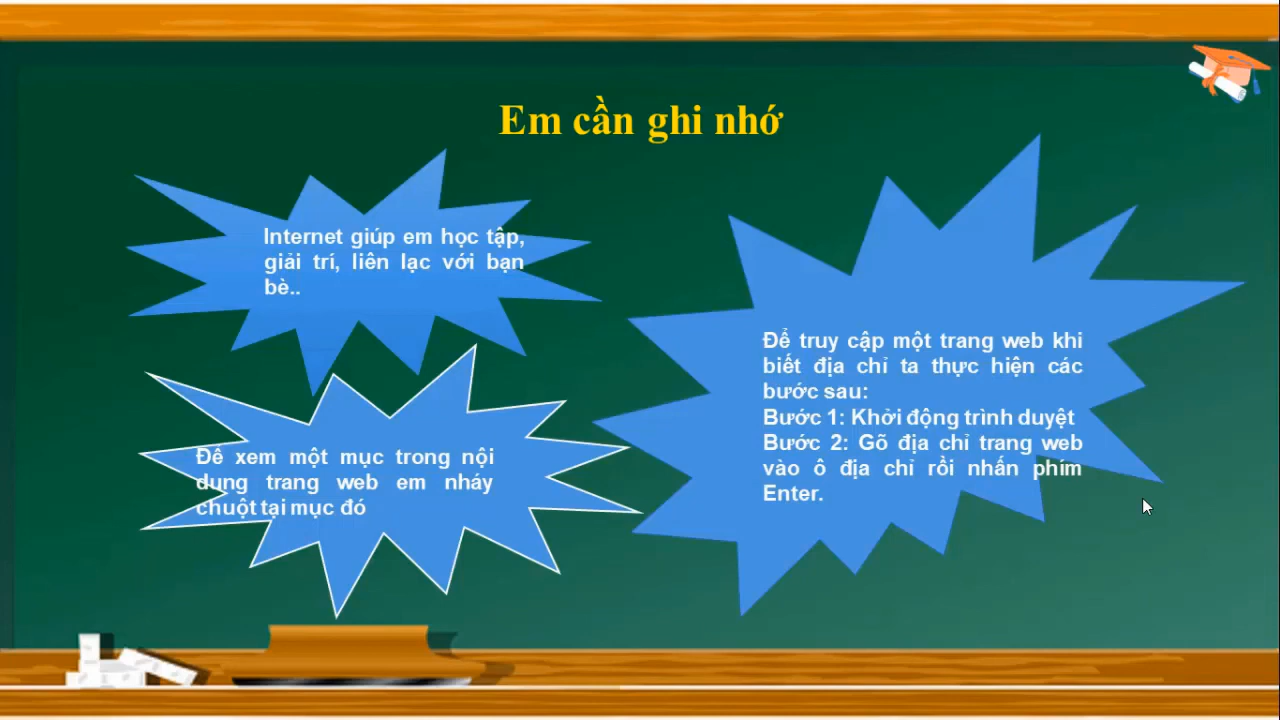 Em cần ghi nhớ
Internet giúp em học tập,
giải trí, liên lạc với bạn
bè..
Để xem một mục trong nội
dung trang web em nháy
chuột tại mục đó
Để truy cập một trang web khi
biết địa chỉ ta thực hiện các
bước sau:
Bước 1: Khởi động trình duyệt
Bước 2: Gõ địa chỉ trang web
vào ô địa chỉ rồi nhấn phím
Enter.